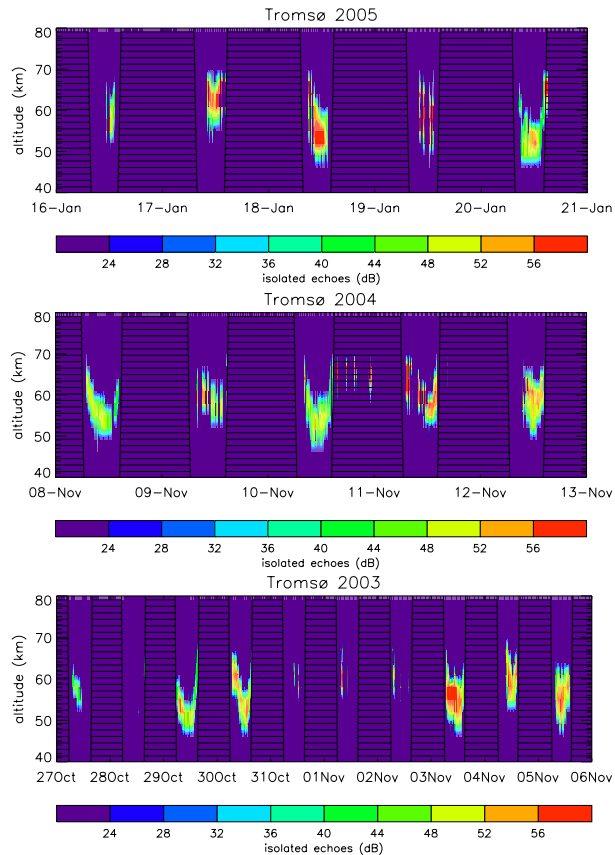 Tromsø 2005
80
70
60
50
40
altitude (km)
16-Jan 17-Jan 18-Jan 19-Jan 20-Jan 21-Jan
24 28 32 36 40 44 48 52 56
isolated echoes (dB)
Tromsø 2004
80
70
60
50
40
altitude (km)
08-Nov 09-Nov 10-Nov 11-Nov 12-Nov 13-Nov
24 28 32 36 40 44 48 52 56
isolated echoes (dB)
Tromsø 2003
80
70
60
50
40
altitude (km)
27Oct 28Oct 29Oct 30Oct 31Oct 01Nov 02Nov 03Nov 04Nov 05Nov 06Nov
24 28 32 36 40 44 48 52 56
isolated echoes (dB)